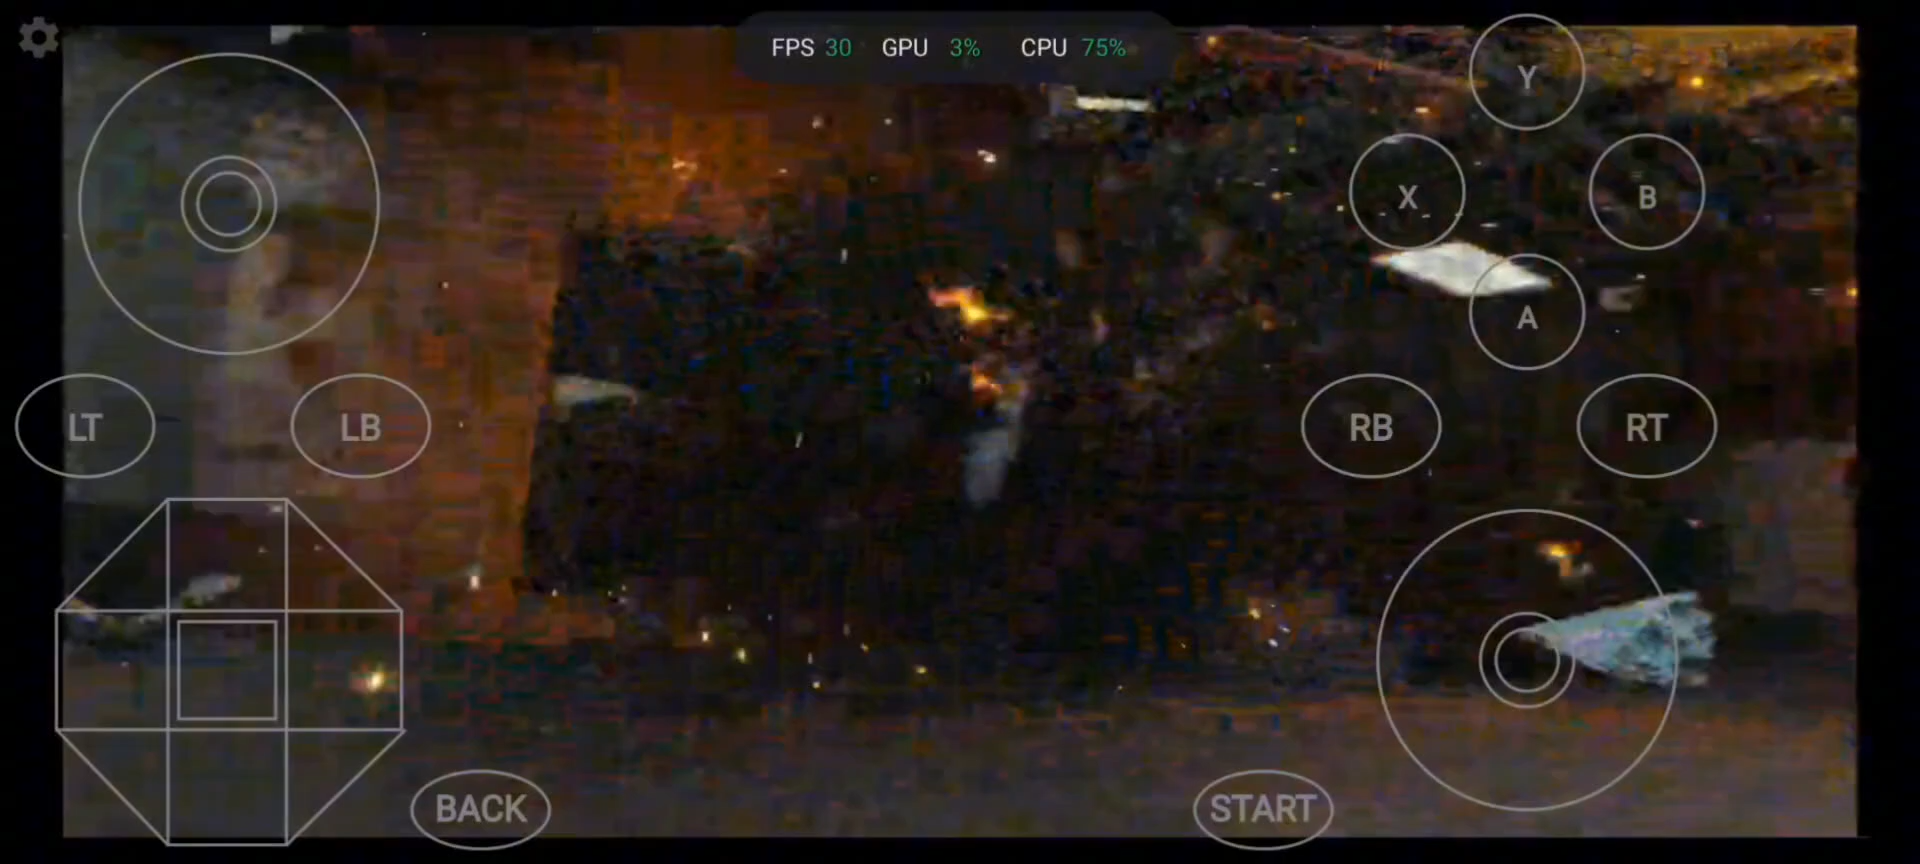 FPS 30 GPU 3% CPU 75%
Y
X B
A
LT LB RB RT
BACK START